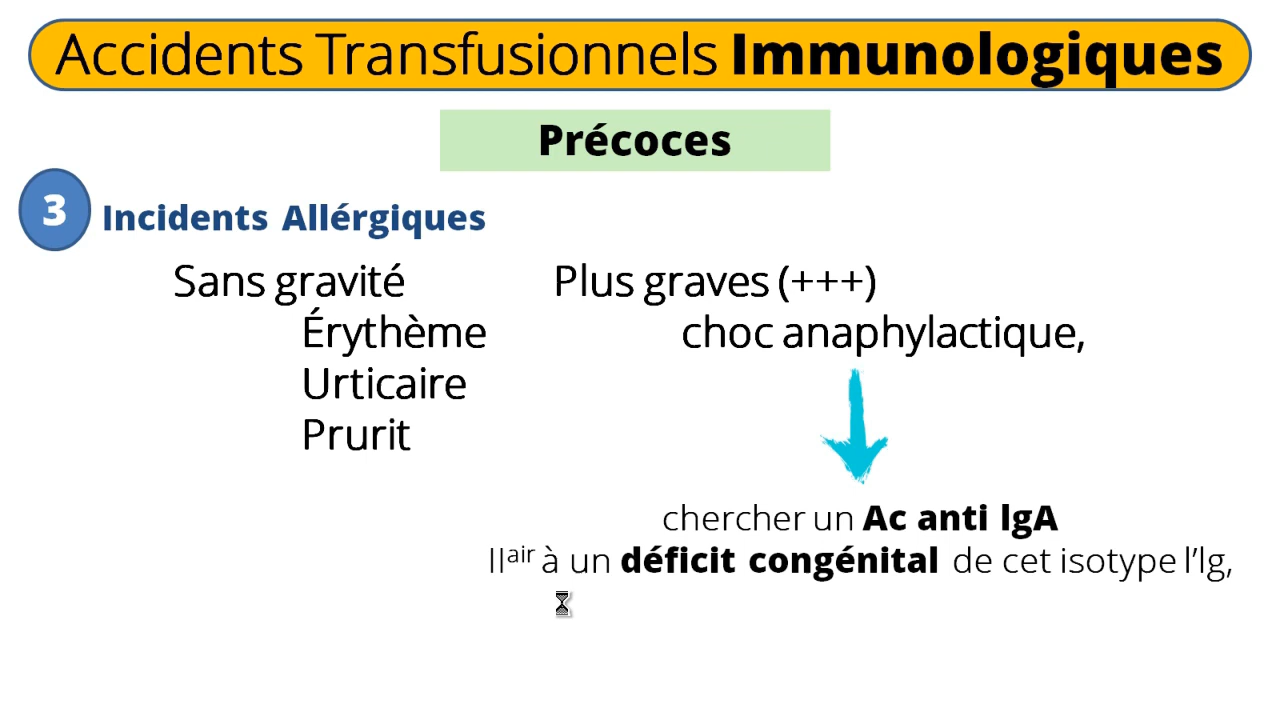 Accidents Transfusionnels Immunologiques
Précoces
3
Incidents Allérgiques
Sans gravité
Érythème
Urticaire
Prurit
Plus graves (+++)
choc anaphylactique,
chercher un Ac anti IgA
IIair à un déficit congénital de cet isotype l’Ig,